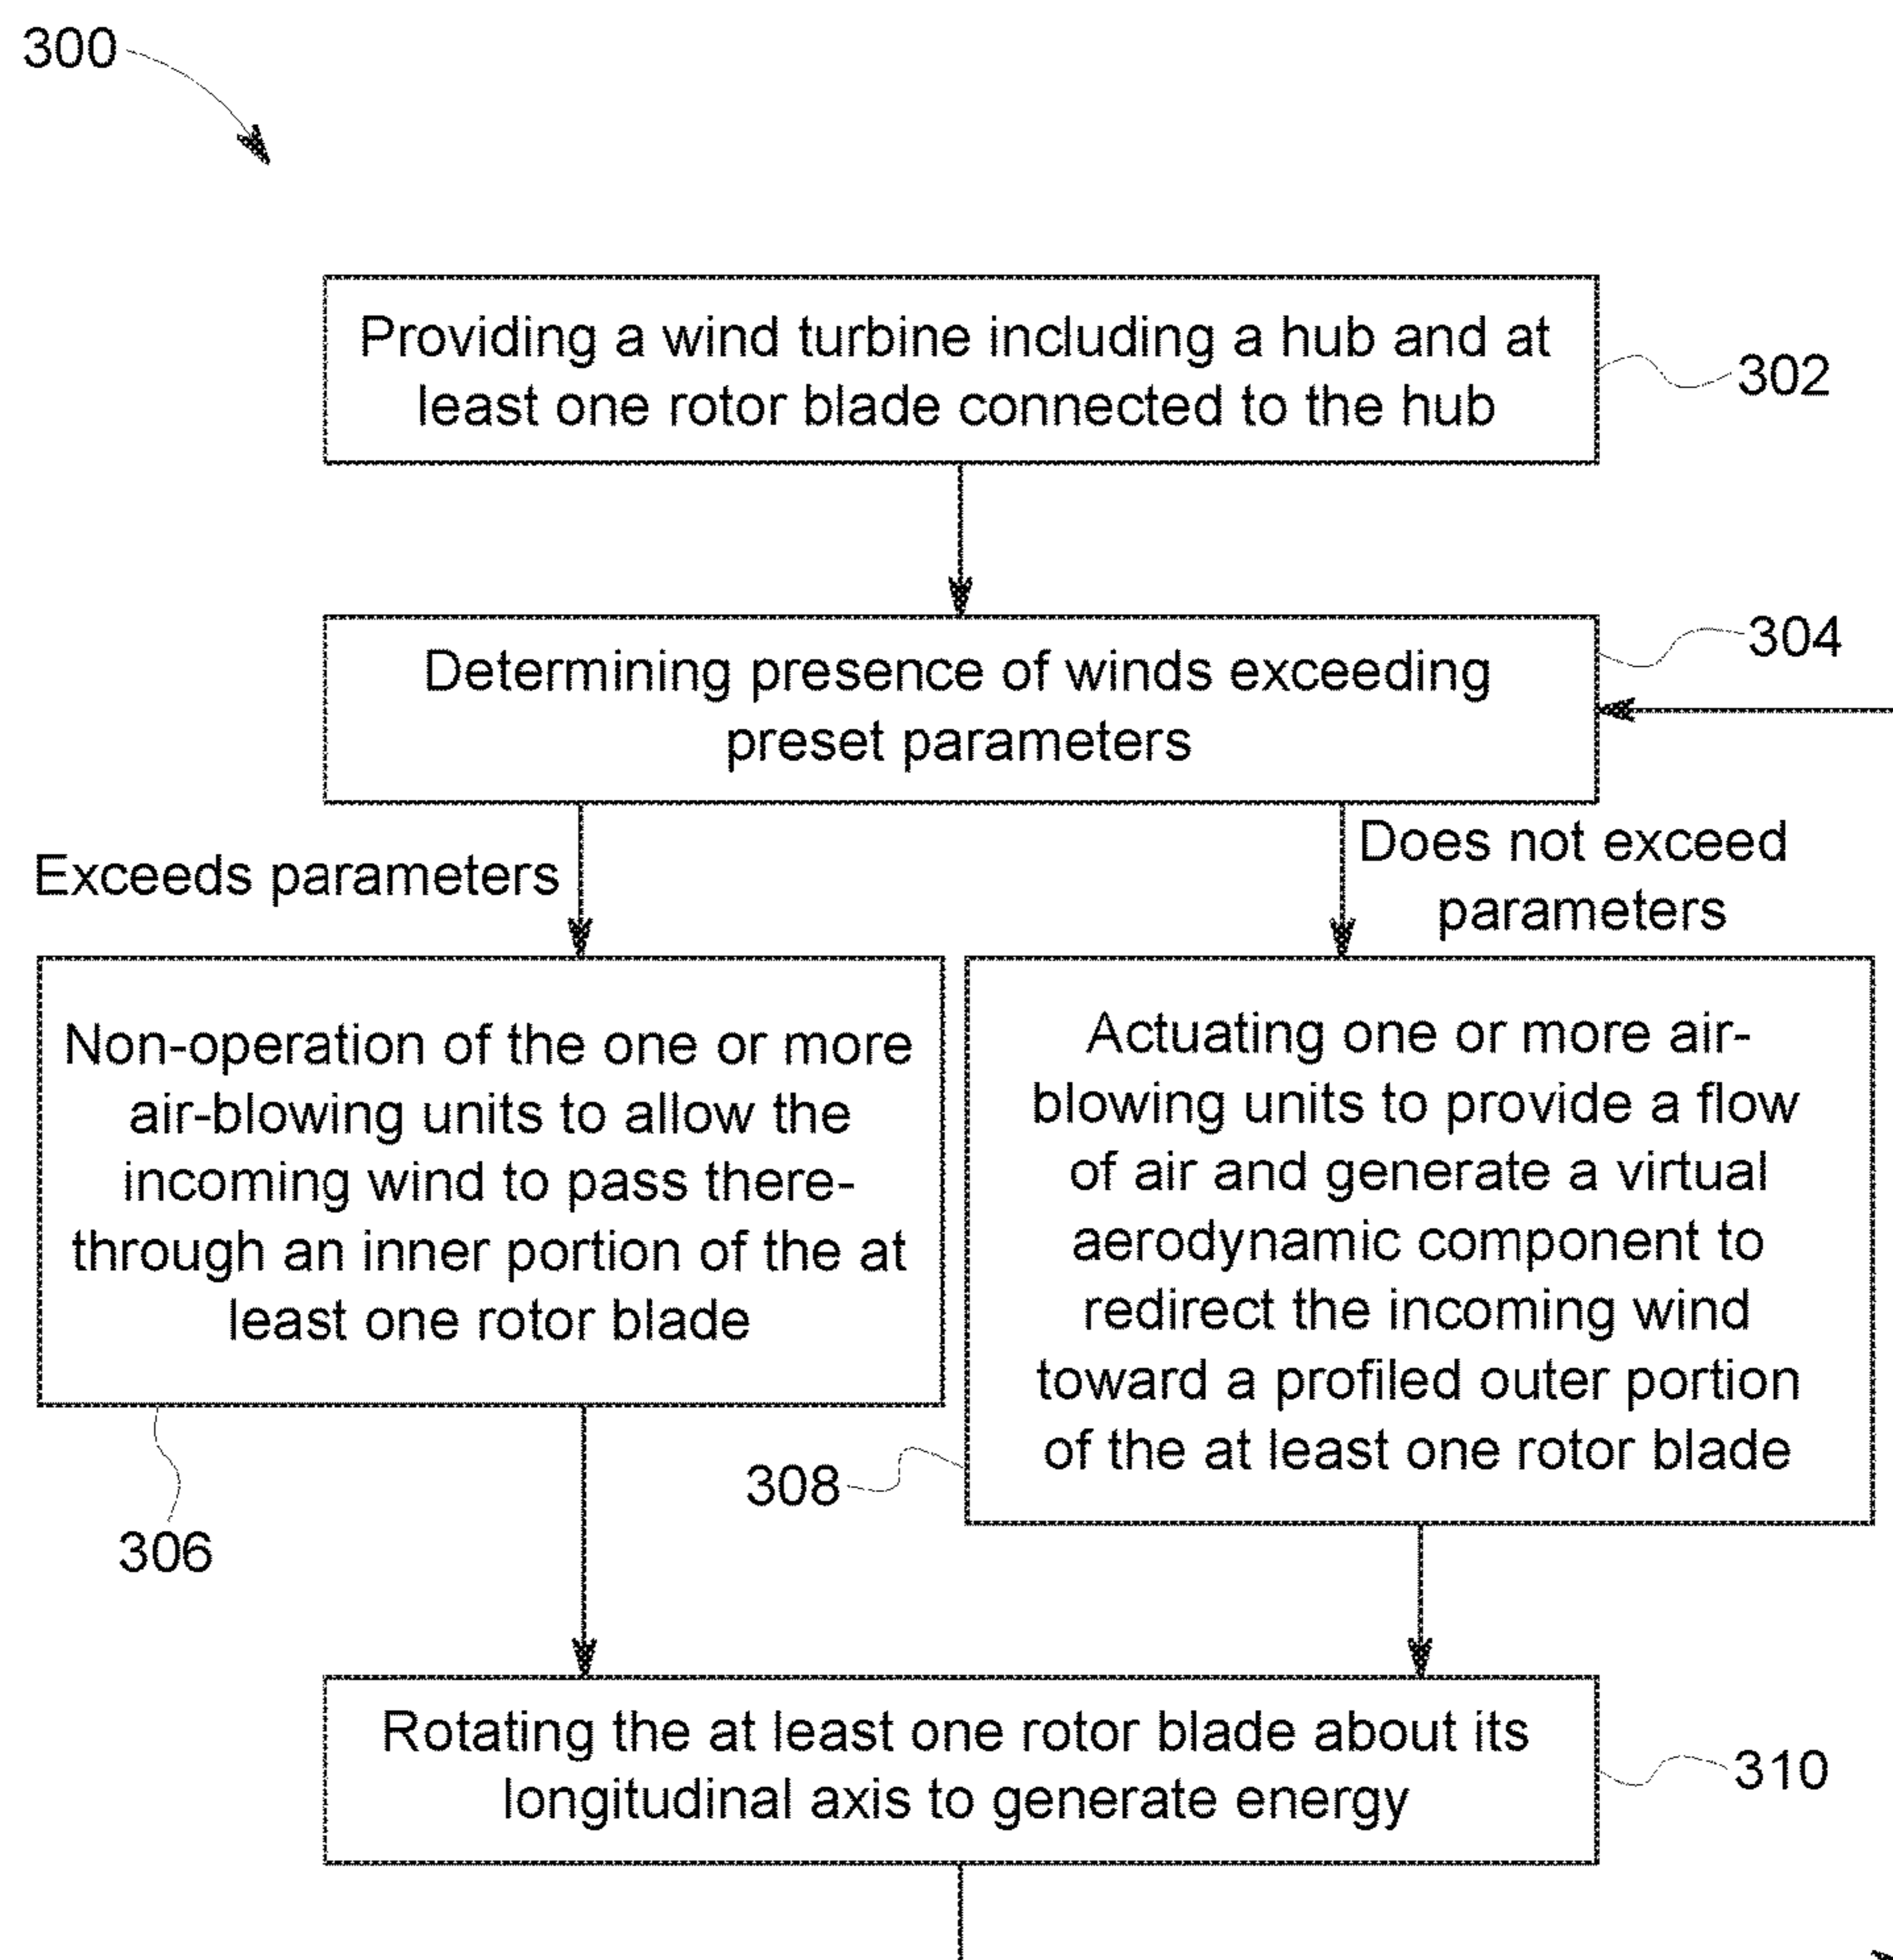 300
Providing a wind turbine including a hub and at
least one rotor blade connected to the hub
302
Determining presence of winds exceeding
preset parameters
304
Exceeds parameters
Does not exceed
parameters
Non-operation of the one or more
air-blowing units to allow the
incoming wind to pass there-
through an inner portion of the at
least one rotor blade
306
Actuating one or more air-
blowing units to provide a flow
of air and generate a virtual
aerodynamic component to
redirect the incoming wind
toward a profiled outer portion
of the at least one rotor blade
308
Rotating the at least one rotor blade about its
longitudinal axis to generate energy
310